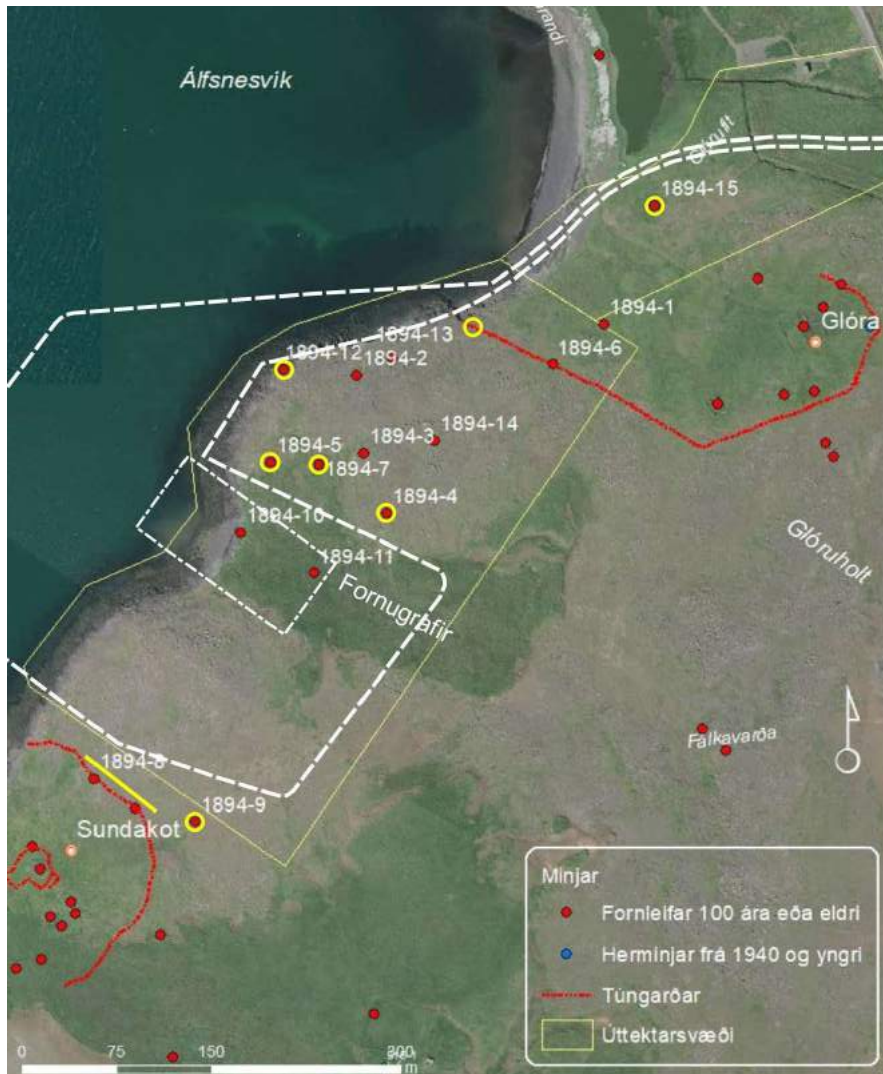 Álfsnesvik
1894-15
1894-1
Glóra
1894-13
1894-6
1894-12
1894-2
1894-5
1894-3
1894-14
1894-7
1894-4
1894-10
1894-11
Fornugrafir
Glóruholt
Fálkavarða
1894-8
1894-9
Sundakot
Minjar
Fornleifar 100 ára eða eldri
Herminjar frá 1940 og yngri
Túngarðar
Úttektarsvæði
0 75 150 300
m